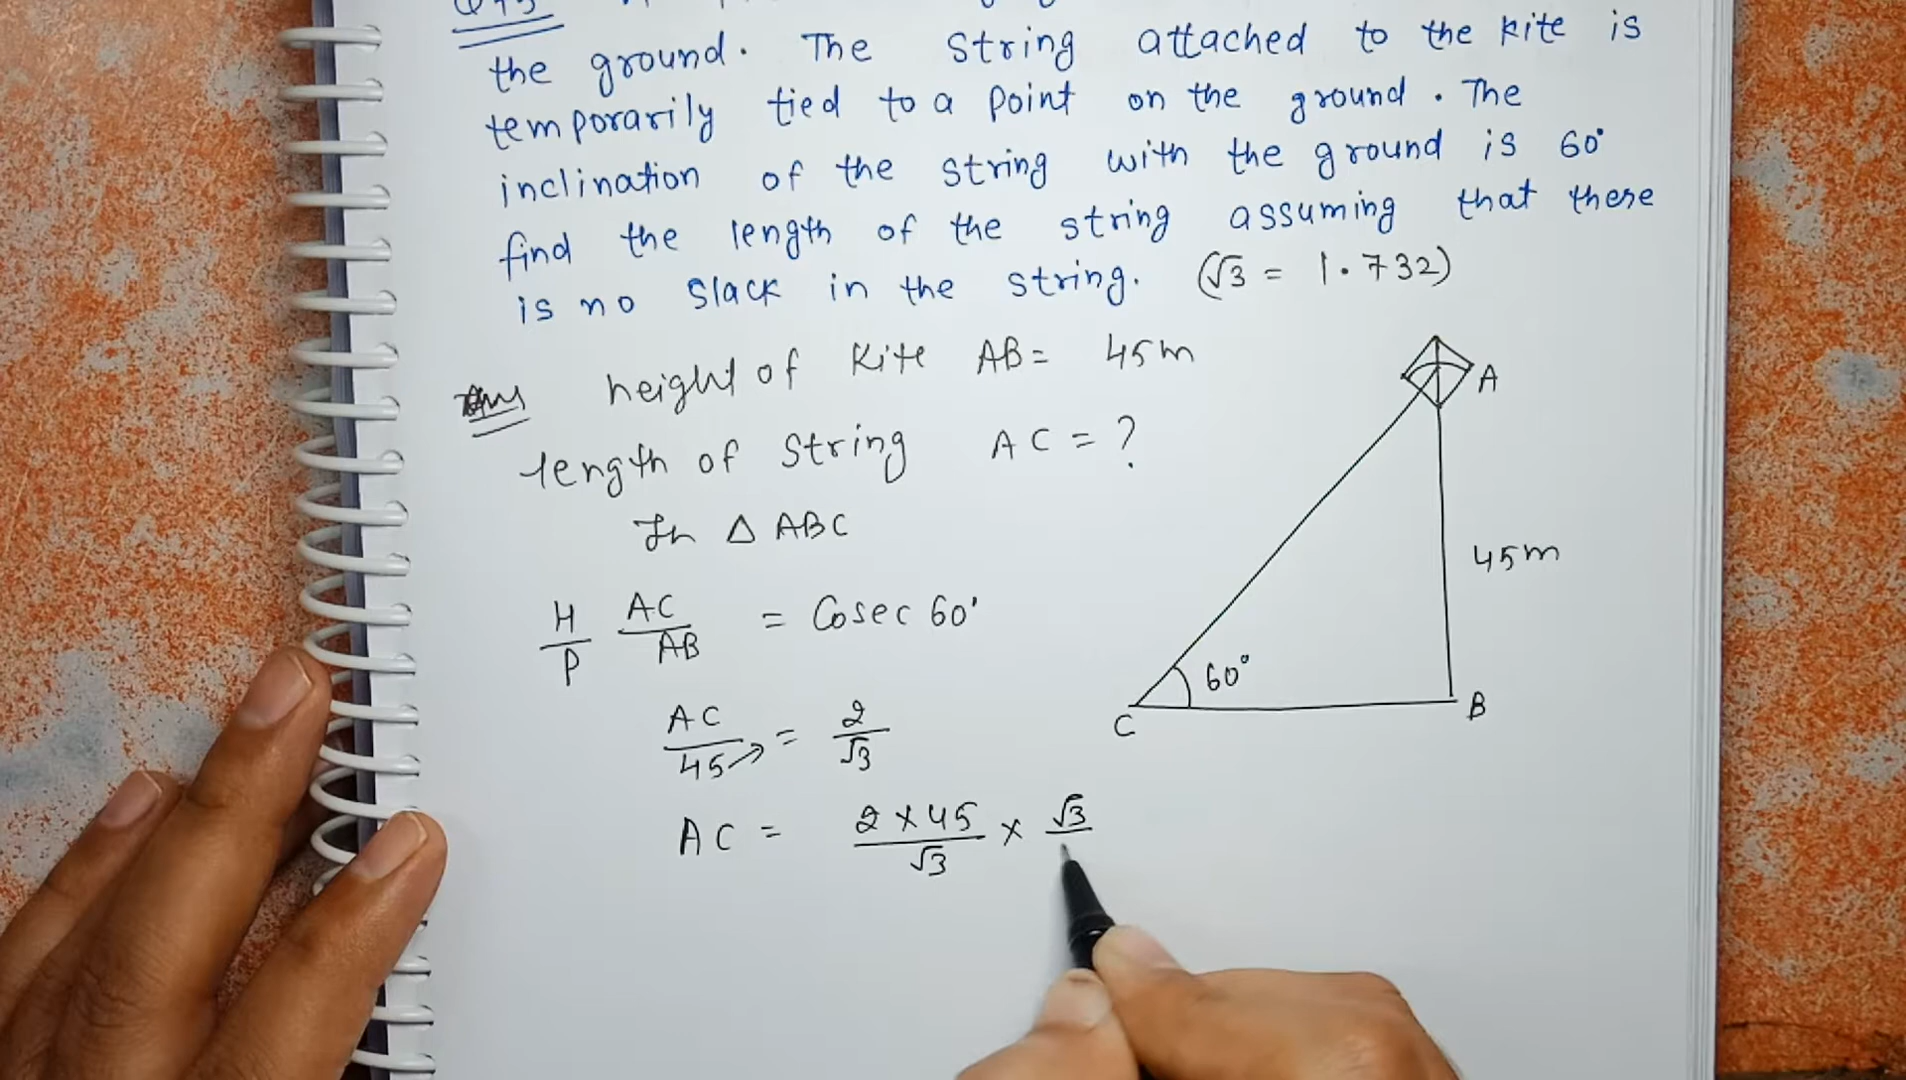 the ground. The string attached to the kite is
temporarily tied to a point on the ground. The
inclination of the string with the ground is 60°
find the length of the string assuming that there
is no slack in the string. (√3 = 1.732)
Ans height of Kite AB = 45m
length of string AC = ?
In △ ABC
H/P AC/AB = Cosec 60°
AC/45 = 2/√3
AC = 2×45/√3 × √3
A
45m
60°
C
B